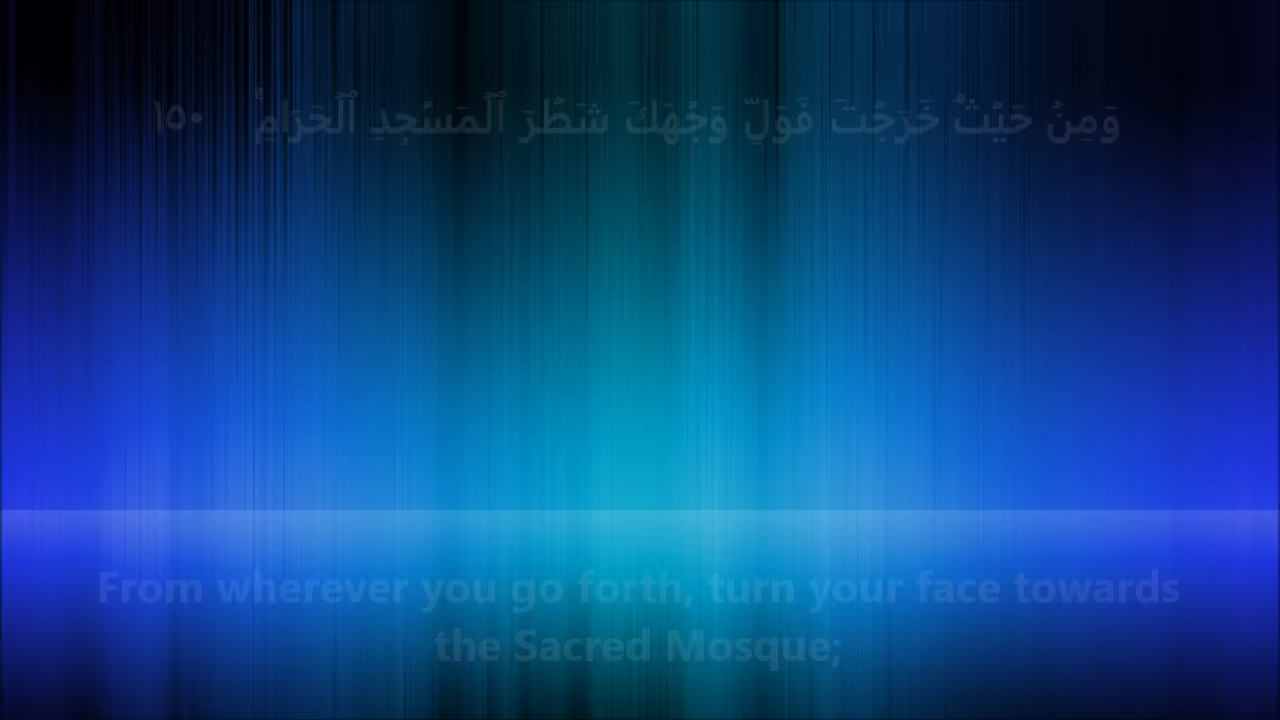 وَمِنۡ حَيۡثُ خَرَجۡتَ فَوَلِّ وَجۡهَكَ شَطۡرَ ٱلۡمَسۡجِدِ ٱلۡحَرَامِۚ ١٥٠
From wherever you go forth, turn your face towards
the Sacred Mosque;